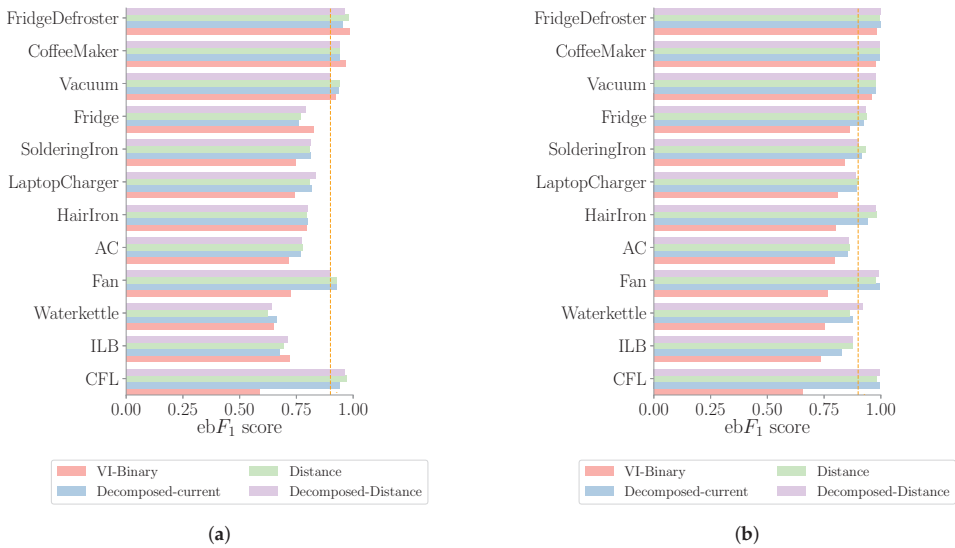 FridgeDefroster
CoffeeMaker
Vacuum
Fridge
SolderingIron
LaptopCharger
HairIron
AC
Fan
Waterkettle
ILB
CFL
0.00 0.25 0.50 0.75 1.00
ebF₁ score
VI-Binary Distance
Decomposed-current Decomposed-Distance
(a)
FridgeDefroster
CoffeeMaker
Vacuum
Fridge
SolderingIron
LaptopCharger
HairIron
AC
Fan
Waterkettle
ILB
CFL
0.00 0.25 0.50 0.75 1.00
ebF₁ score
VI-Binary Distance
Decomposed-current Decomposed-Distance
(b)